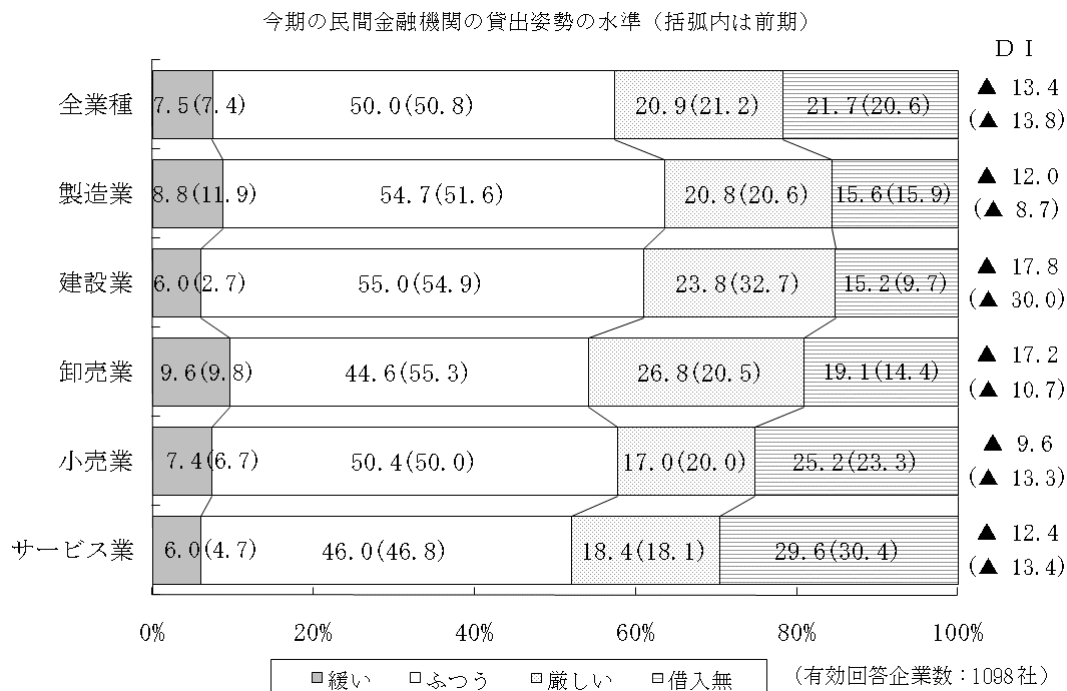 今期の民間金融機関の貸出姿勢の水準（括弧内は前期）
ＤＩ
全業種 7.5(7.4) 50.0(50.8) 20.9(21.2) 21.7(20.6) ▲ 13.4
(▲ 13.8)
製造業 8.8(11.9) 54.7(51.6) 20.8(20.6) 15.6(15.9) ▲ 12.0
(▲ 8.7)
建設業 6.0(2.7) 55.0(54.9) 23.8(32.7) 15.2(9.7) ▲ 17.8
(▲ 30.0)
卸売業 9.6(9.8) 44.6(55.3) 26.8(20.5) 19.1(14.4) ▲ 17.2
(▲ 10.7)
小売業 7.4(6.7) 50.4(50.0) 17.0(20.0) 25.2(23.3) ▲ 9.6
(▲ 13.3)
サービス業 6.0(4.7) 46.0(46.8) 18.4(18.1) 29.6(30.4) ▲ 12.4
(▲ 13.4)
0% 20% 40% 60% 80% 100%
緩い ふつう 厳しい 借入無 （有効回答企業数：1098社）